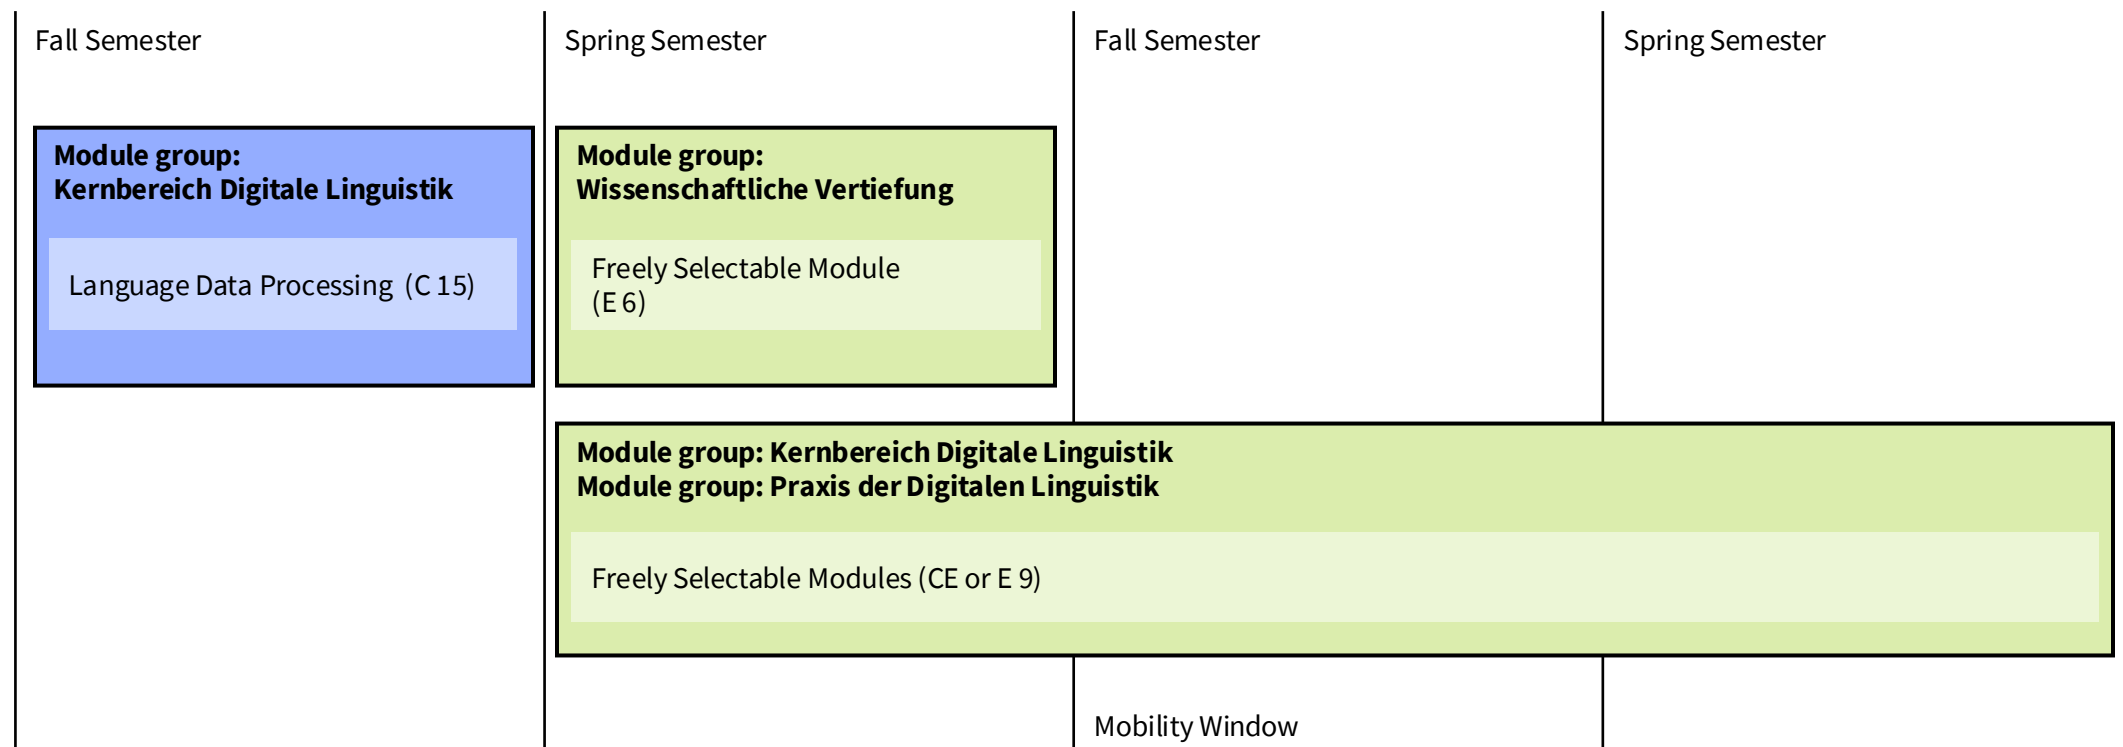 Fall Semester
Spring Semester
Fall Semester
Spring Semester
Module group:
Kernbereich Digitale Linguistik
Language Data Processing (C 15)
Module group:
Wissenschaftliche Vertiefung
Freely Selectable Module
(E 6)
Module group: Kernbereich Digitale Linguistik
Module group: Praxis der Digitalen Linguistik
Freely Selectable Modules (CE or E 9)
Mobility Window